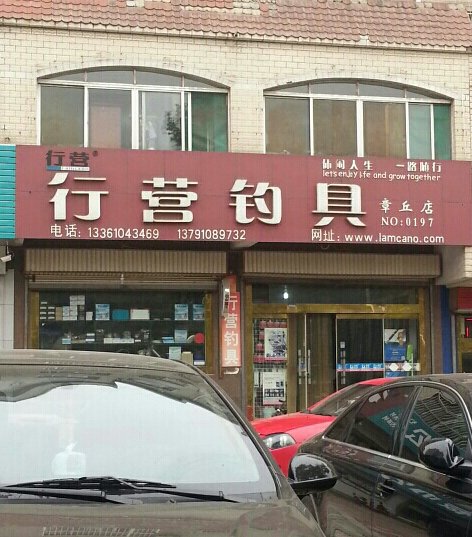 行营®
休闲人生 一路随行
let's enjoy life and grow together
行营钓具
章丘店
NO:0197
电话: 13361043469 13791089732
网址: www.lamcano.com
行营钓具